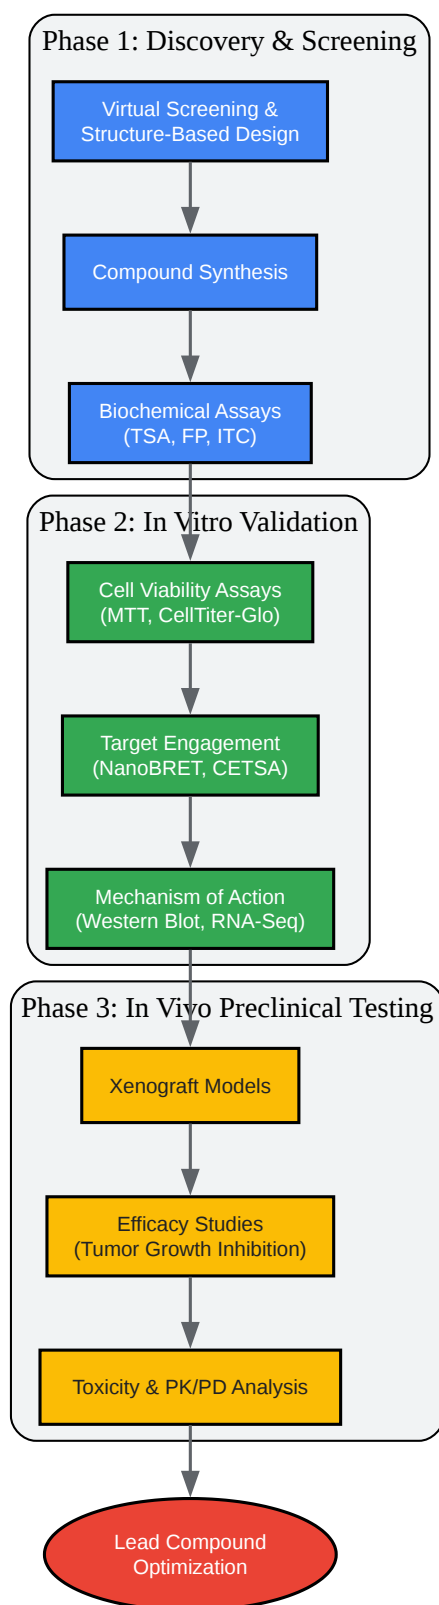 Phase 1: Discovery & Screening
Virtual Screening &
Structure-Based Design
Compound Synthesis
Biochemical Assays
(TSA, FP, ITC)
Phase 2: In Vitro Validation
Cell Viability Assays
(MTT, CellTiter-Glo)
Target Engagement
(NanoBRET, CETSA)
Mechanism of Action
(Western Blot, RNA-Seq)
Phase 3: In Vivo Preclinical Testing
Xenograft Models
Efficacy Studies
(Tumor Growth Inhibition)
Toxicity & PK/PD Analysis
Lead Compound
Optimization